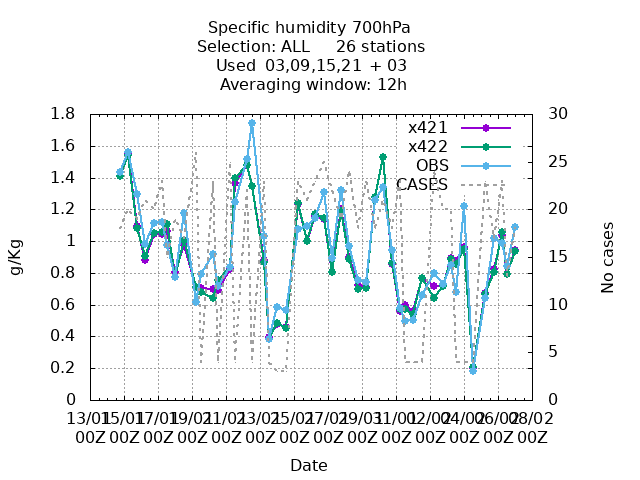 Specific humidity 700hPa
Selection: ALL 26 stations
Used 03,09,15,21 + 03
Averaging window: 12h
1.8
1.6
1.4
1.2
1
0.8
0.6
0.4
0.2
0
30
25
20
15
10
5
0
x421
x422
OBS
CASES
g/Kg
No cases
13/01 15/01 17/01 19/01 21/01 23/01 25/01 27/01 29/01 31/01 02/02 04/02 06/02 08/02
00Z 00Z 00Z 00Z 00Z 00Z 00Z 00Z 00Z 00Z 00Z 00Z 00Z 00Z
Date